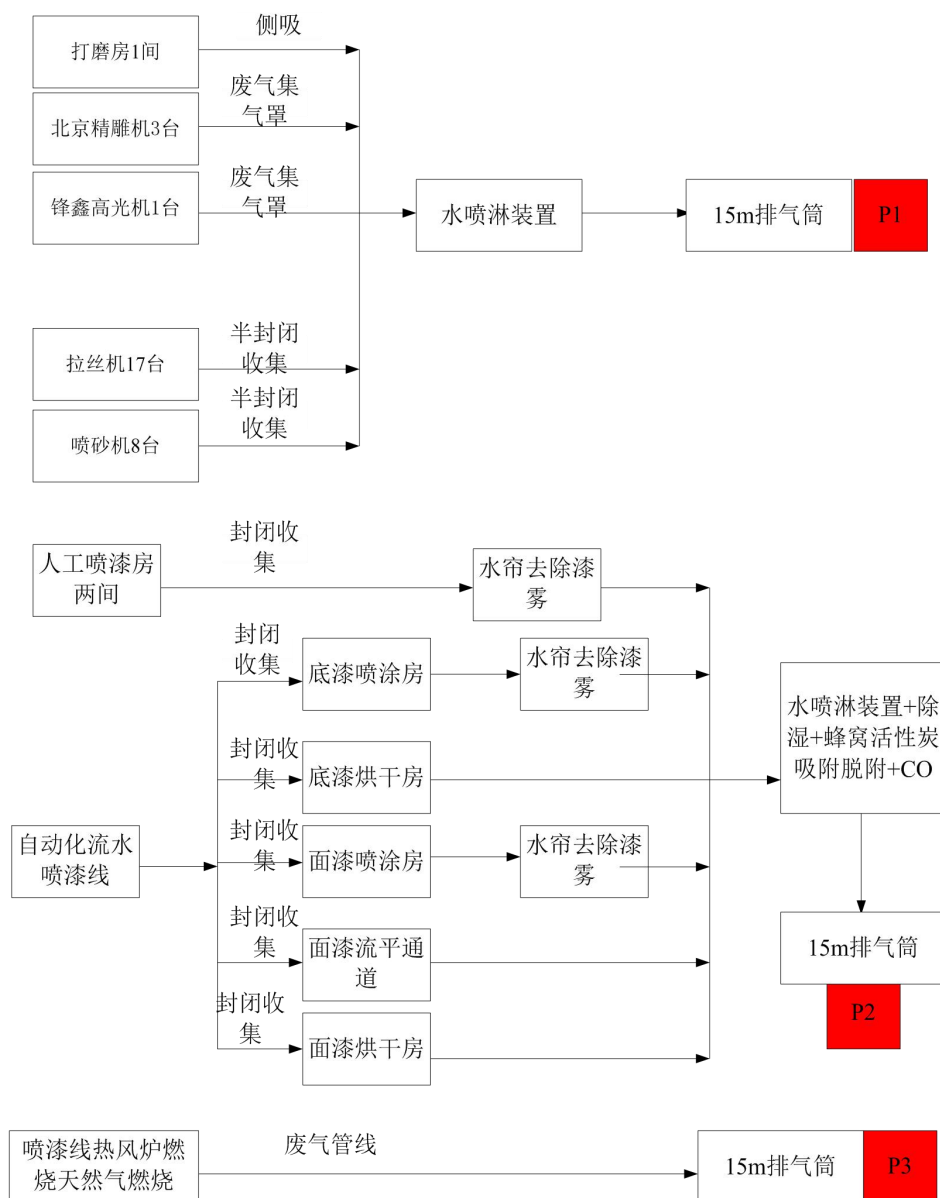 侧吸
打磨房1间
废气集
气罩
北京精雕机3台
废气集
气罩
锋鑫高光机1台
水喷淋装置
15m排气筒
P1
半封闭
收集
拉丝机17台
半封闭
收集
喷砂机8台
封闭收
集
人工喷漆房
两间
水帘去除漆
雾
封闭
收集
底漆喷涂房
水帘去除漆
雾
水喷淋装置+除
湿+蜂窝活性炭
吸附脱附+CO
封闭收
集
底漆烘干房
自动化流水
喷漆线
封闭收
集
面漆喷涂房
水帘去除漆
雾
封闭收
集
面漆流平通
道
15m排气筒
P2
封闭收
集
面漆烘干房
喷漆线热风炉燃
烧天然气燃烧
废气管线
15m排气筒
P3